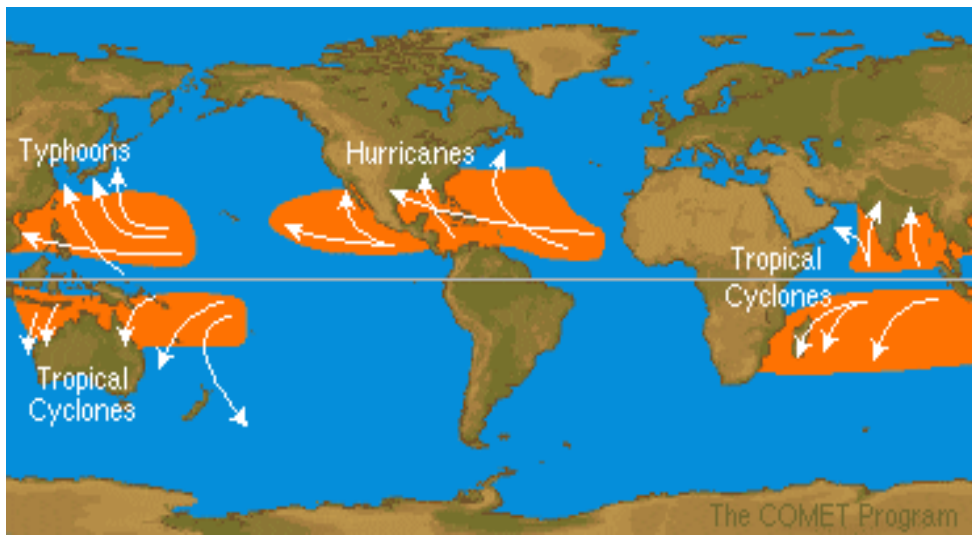 Typhoons
Hurricanes
Tropical
Cyclones
Tropical
Cyclones
The COMET Program